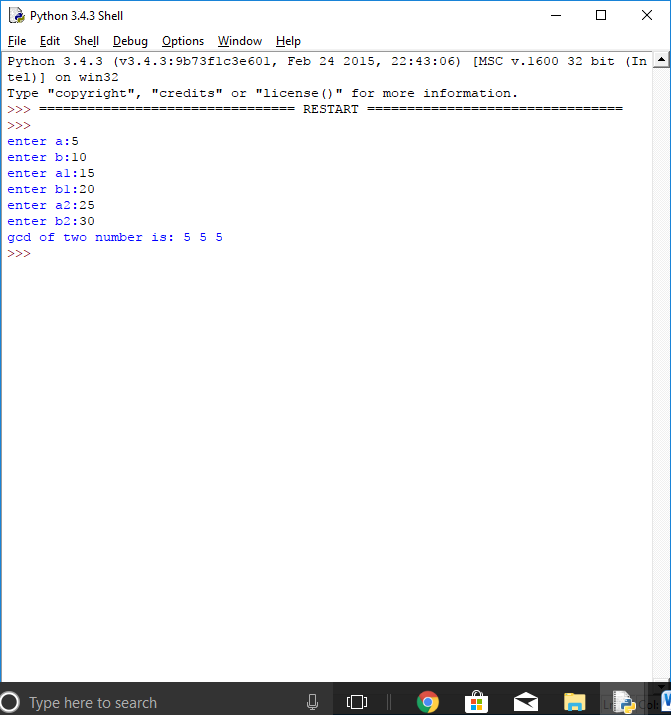 Python 3.4.3 Shell
File Edit Shell Debug Options Window Help
Python 3.4.3 (v3.4.3:9b73f1c3e601, Feb 24 2015, 22:43:06) [MSC v.1600 32 bit (In
tel)] on win32
Type "copyright", "credits" or "license()" for more information.
>>> ================================ RESTART ================================
>>>
enter a:5
enter b:10
enter a1:15
enter b1:20
enter a2:25
enter b2:30
gcd of two number is: 5 5 5
>>>
Type here to search